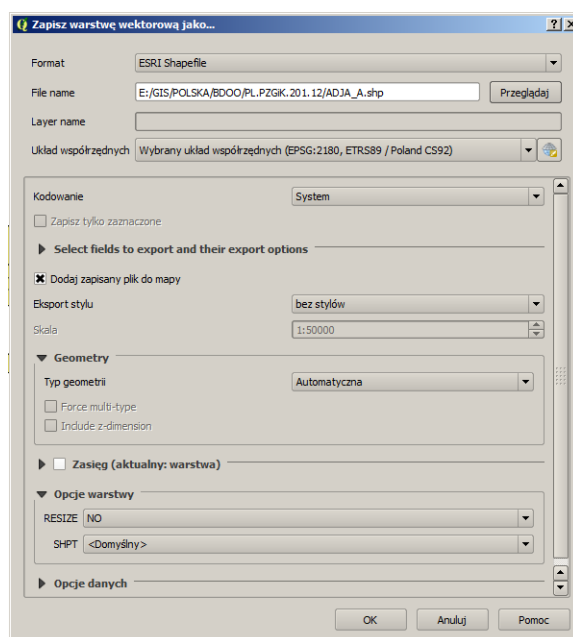 Zapisz warstwę wektorową jako...
Format ESRI Shapefile
File name E:/GIS/POLSKA/BDOO/PL.PZGiK.201.12/ADJA_A.shp Przeglądaj
Layer name
Układ współrzędnych Wybrany układ współrzędnych (EPSG:2180, ETRS89 / Poland CS92)
Kodowanie System
Zapisz tylko zaznaczone
Select fields to export and their export options
Dodaj zapisany plik do mapy
Eksport stylu bez stylów
Skala 1:50000
Geometry
Typ geometrii Automatyczna
Force multi-type
Include z-dimension
Zasięg (aktualny: warstwa)
Opcje warstwy
RESIZE NO
SHPT <Domyślny>
Opcje danych
OK Anuluj Pomoc